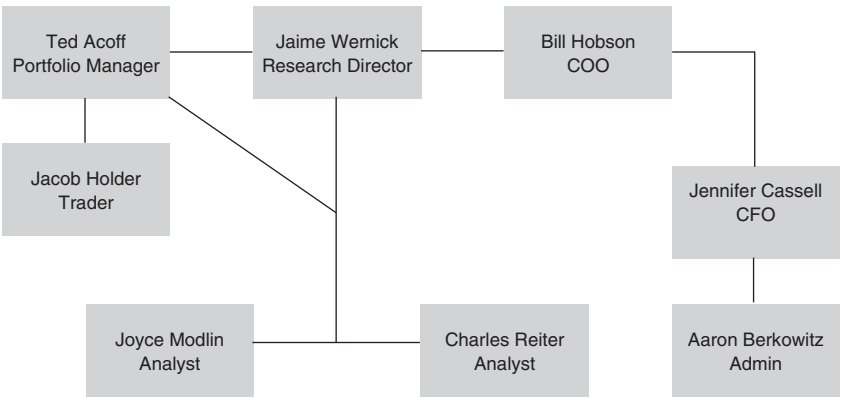 Ted Acoff
Portfolio Manager
Jaime Wernick
Research Director
Bill Hobson
COO
Jacob Holder
Trader
Jennifer Cassell
CFO
Joyce Modlin
Analyst
Charles Reiter
Analyst
Aaron Berkowitz
Admin